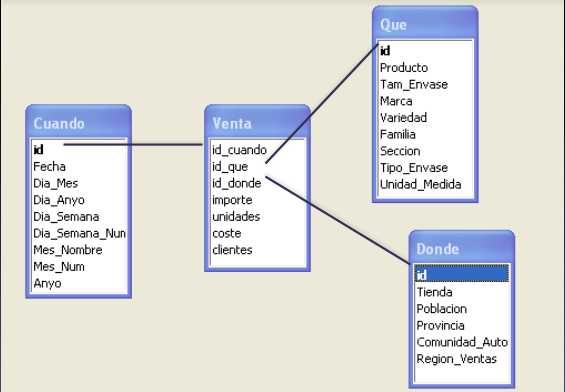 Cuando
id
Fecha
Dia_Mes
Dia_Anyo
Dia_Semana
Dia_Semana_Nun
Mes_Nombre
Mes_Num
Anyo
Venta
id_cuando
id_que
id_donde
importe
unidades
coste
clientes
Que
id
Producto
Tam_Envase
Marca
Variedad
Familia
Seccion
Tipo_Envase
Unidad_Medida
Donde
id
Tienda
Poblacion
Provincia
Comunidad_Auto
Region_Ventas